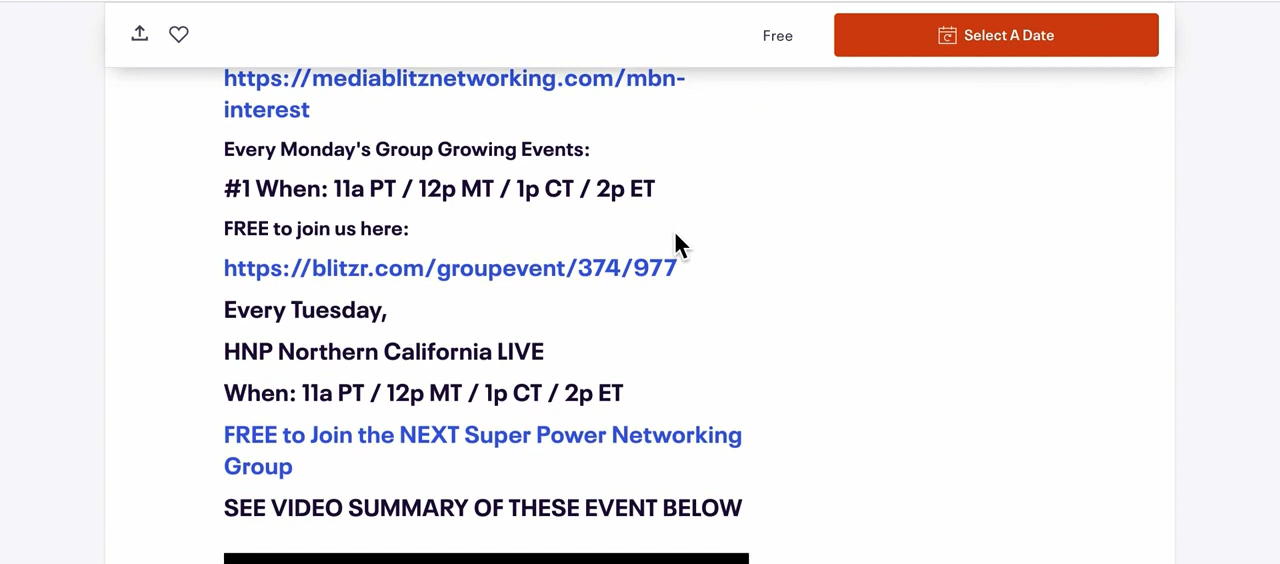 Free
Select A Date
https://mediablitznetworking.com/mbn-
interest
Every Monday's Group Growing Events:
#1 When: 11a PT / 12p MT / 1p CT / 2p ET
FREE to join us here:
https://blitzr.com/groupevent/374/977
Every Tuesday,
HNP Northern California LIVE
When: 11a PT / 12p MT / 1p CT / 2p ET
FREE to Join the NEXT Super Power Networking
Group
SEE VIDEO SUMMARY OF THESE EVENT BELOW